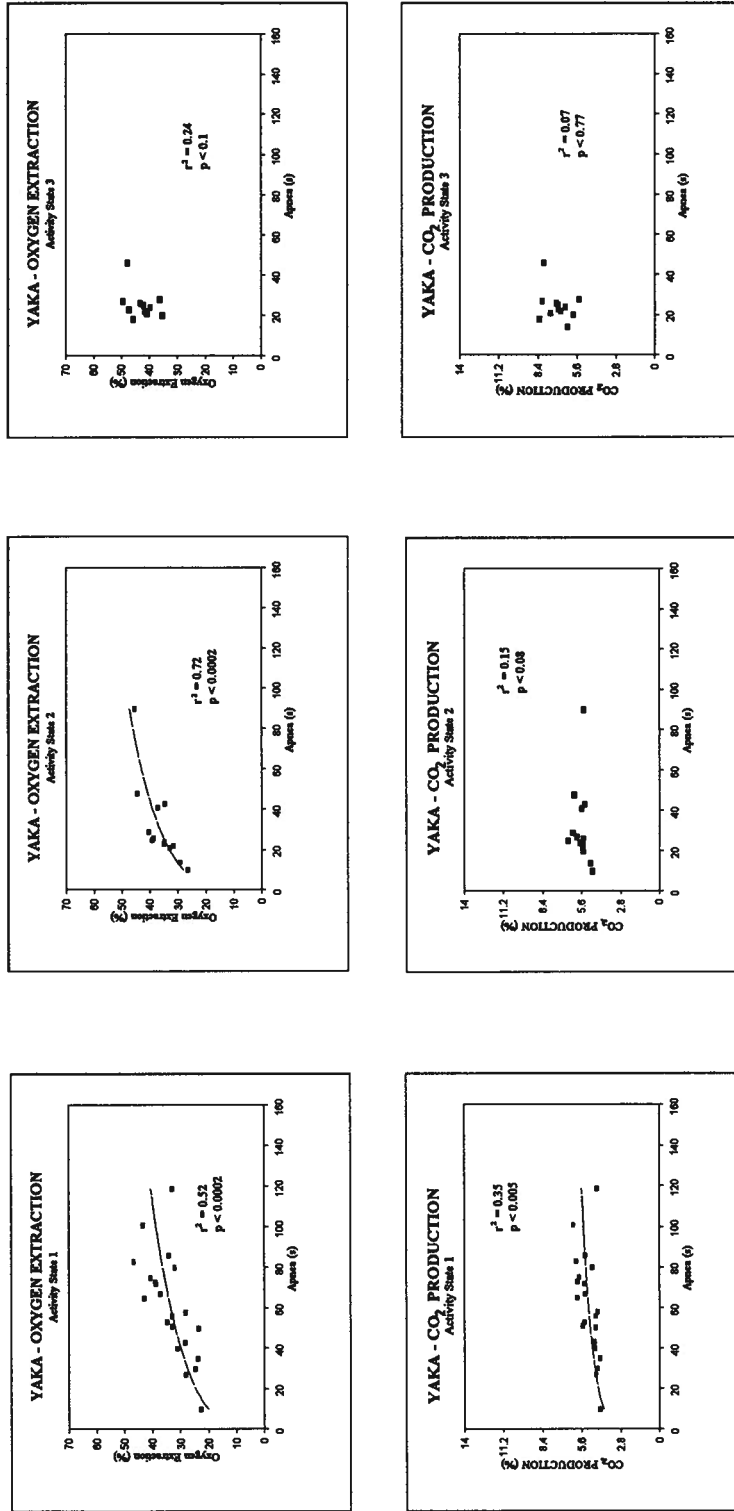 YAKA - OXYGEN EXTRACTION
Activity State 1
70
60
50
40
30
20
10
0
Oxygen Extraction (%)
r² = 0.52
p < 0.0002
0 20 40 60 80 100 120 140 160
Apnea (s)
YAKA - OXYGEN EXTRACTION
Activity State 2
70
60
50
40
30
20
10
0
Oxygen Extraction (%)
r² = 0.72
p < 0.0002
0 20 40 60 80 100 120 140 160
Apnea (s)
YAKA - OXYGEN EXTRACTION
Activity State 3
70
60
50
40
30
20
10
0
Oxygen Extraction (%)
r² = 0.24
p < 0.1
0 20 40 60 80 100 120 140 160
Apnea (s)
YAKA - CO₂ PRODUCTION
Activity State 1
14
11.2
8.4
5.6
2.8
0
CO₂ PRODUCTION (%)
r² = 0.35
p < 0.005
0 20 40 60 80 100 120 140 160
Apnea (s)
YAKA - CO₂ PRODUCTION
Activity State 2
14
11.2
8.4
5.6
2.8
0
CO₂ PRODUCTION (%)
r² = 0.15
p < 0.08
0 20 40 60 80 100 120 140 160
Apnea (s)
YAKA - CO₂ PRODUCTION
Activity State 3
14
11.2
8.4
5.6
2.8
0
CO₂ PRODUCTION (%)
r² = 0.07
p < 0.77
0 20 40 60 80 100 120 140 160
Apnea (s)